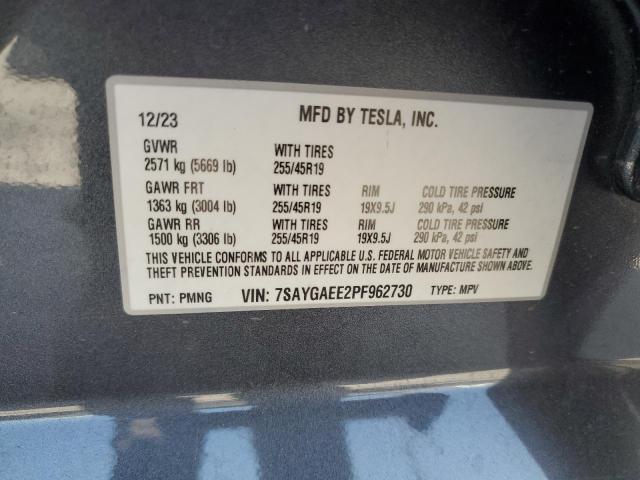 12/23 MFD BY TESLA, INC.
GVWR WITH TIRES
2571 kg (5669 lb) 255/45R19
GAWR FRT WITH TIRES RIM COLD TIRE PRESSURE
1363 kg (3004 lb) 255/45R19 19X9.5J 290 kPa, 42 psi
GAWR RR WITH TIRES RIM COLD TIRE PRESSURE
1500 kg (3306 lb) 255/45R19 19X9.5J 290 kPa, 42 psi
THIS VEHICLE CONFORMS TO ALL APPLICABLE U.S. FEDERAL MOTOR VEHICLE SAFETY AND
THEFT PREVENTION STANDARDS IN EFFECT ON THE DATE OF MANUFACTURE SHOWN ABOVE.
PNT: PMNG VIN: 7SAYGAEE2PF962730 TYPE: MPV